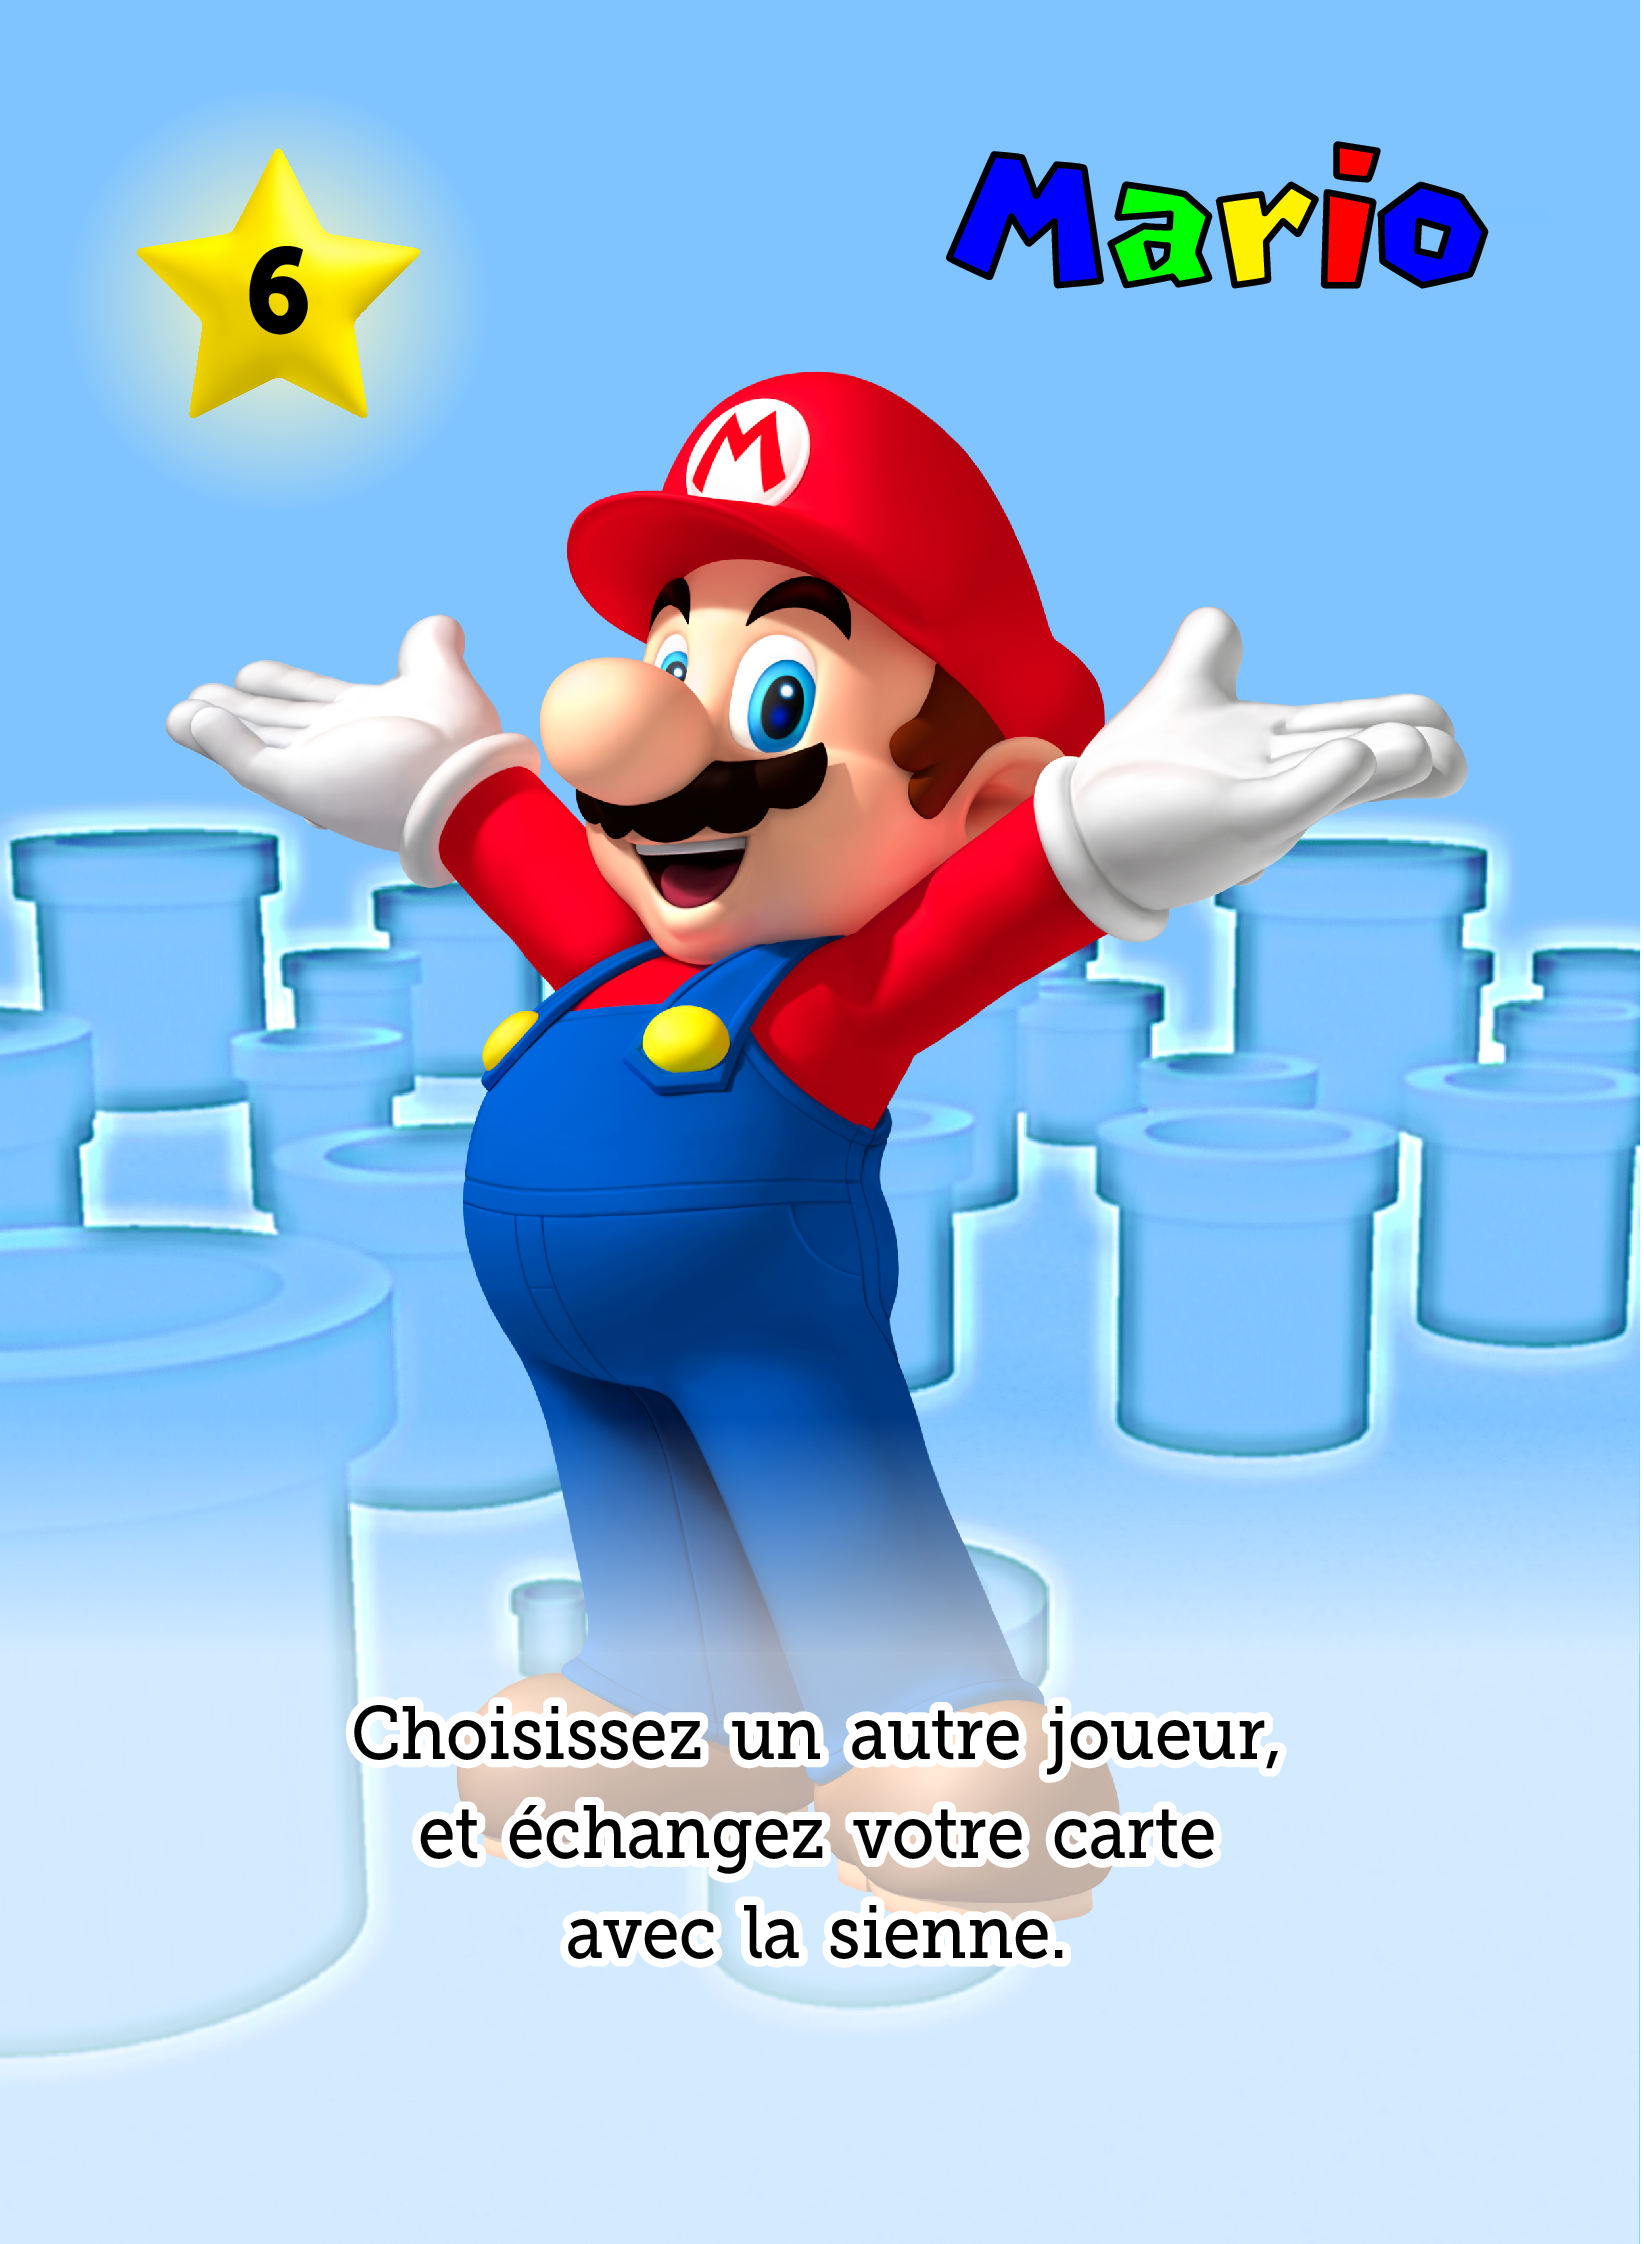 6
Mario
M
Choisissez un autre joueur,
et échangez votre carte
avec la sienne.